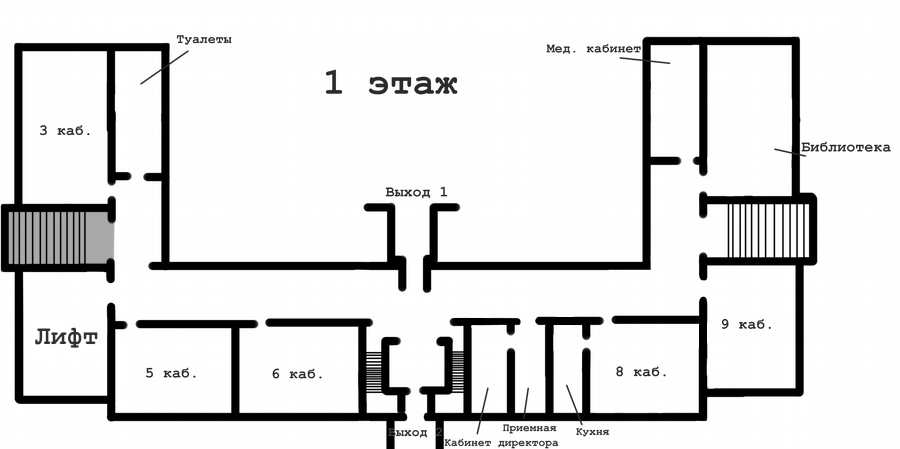 Туалеты
Мед. кабинет
1 этаж
3 каб.
Библиотека
Выход 1
Лифт
9 каб.
5 каб.
6 каб.
8 каб.
Выход 2
Приемная
Кухня
Кабинет директора